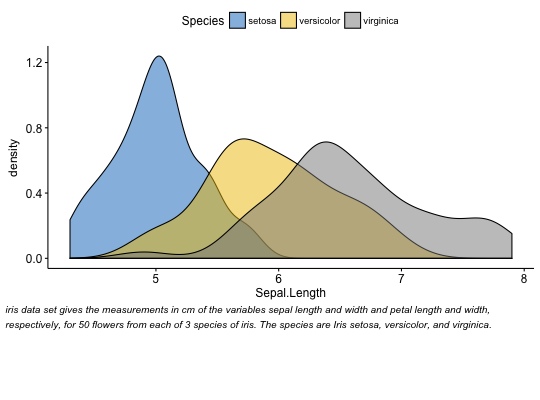 Species setosa versicolor virginica
density
1.2
0.8
0.4
0.0
5 6 7 8
Sepal.Length
iris data set gives the measurements in cm of the variables sepal length and width and petal length and width,
respectively, for 50 flowers from each of 3 species of iris. The species are Iris setosa, versicolor, and virginica.